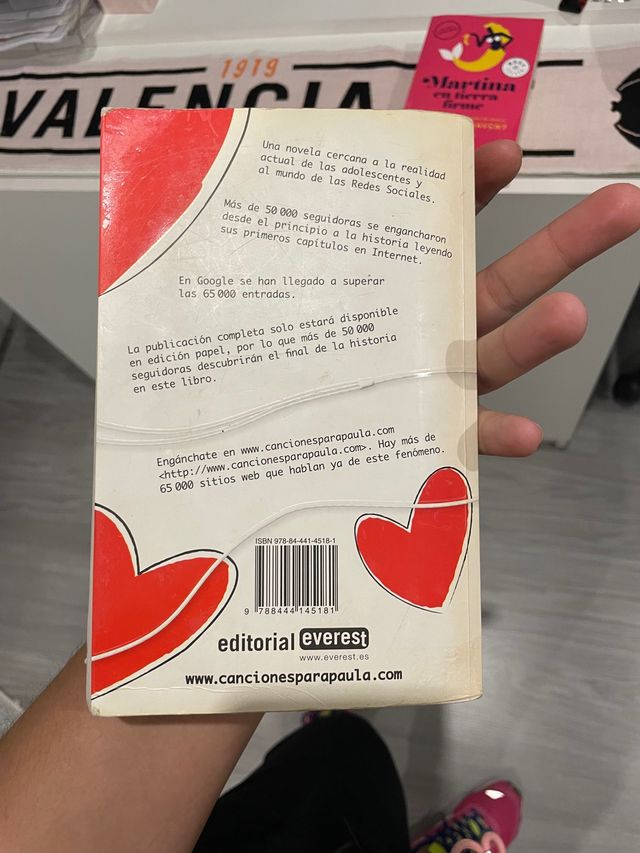 1919
VALENCIA
Martina
en tierra
firme
Una novela cercana a la realidad
actual de las adolescentes y
al mundo de las Redes Sociales.
Más de 50 000 seguidoras se engancharon
desde el principio a la historia leyendo
sus primeros capítulos en Internet.
En Google se han llegado a superar
las 65 000 entradas.
La publicación completa solo estará disponible
en edición papel, por lo que más de 50 000
seguidoras descubrirán el final de la historia
en este libro.
Engánchate en www.cancionesparapaula.com
<http://www.cancionesparapaula.com>. Hay más de
65 000 sitios web que hablan ya de este fenómeno.
ISBN 978-84-441-4518-1
9 788444 145181
editorial everest
www.everest.es
www.cancionesparapaula.com